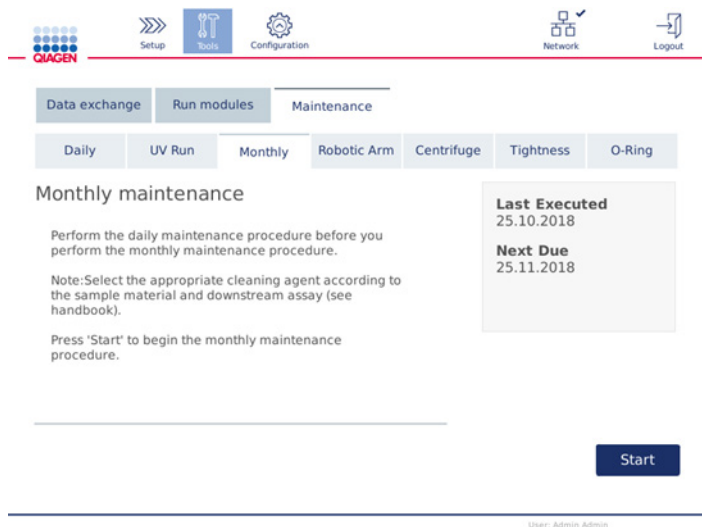 QIAGEN
Setup
Tools
Configuration
Network
Logout
Data exchange
Run modules
Maintenance
Daily
UV Run
Monthly
Robotic Arm
Centrifuge
Tightness
O-Ring
Monthly maintenance
Perform the daily maintenance procedure before you
perform the monthly maintenance procedure.
Note:Select the appropriate cleaning agent according to
the sample material and downstream assay (see
handbook).
Press 'Start' to begin the monthly maintenance
procedure.
Last Executed
25.10.2018
Next Due
25.11.2018
Start
User: Admin Admin